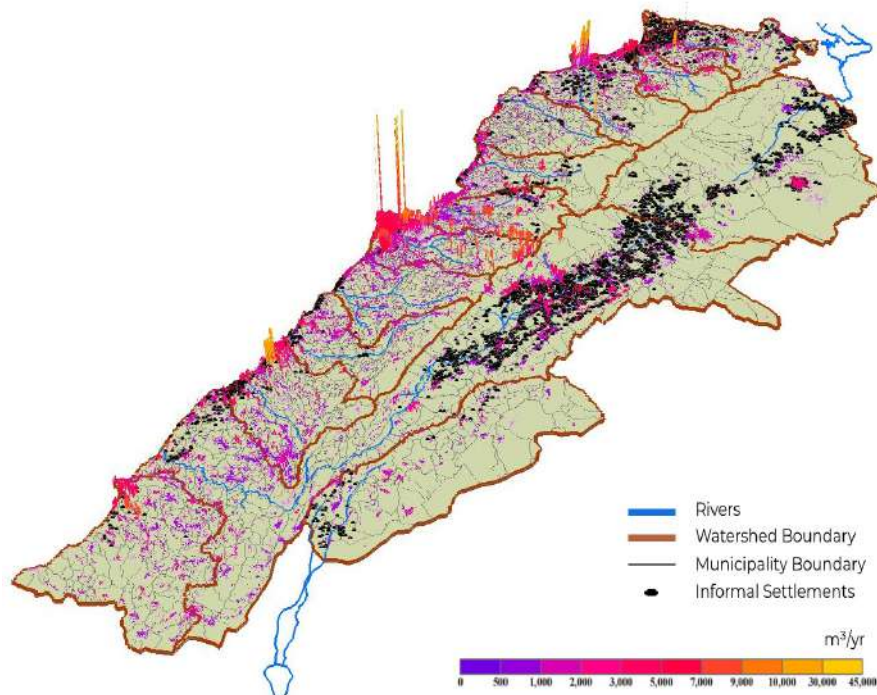 Rivers
Watershed Boundary
Municipality Boundary
Informal Settlements
m³/yr
0 500 1,000 2,000 3,000 5,000 7,000 9,000 10,000 30,000 45,000